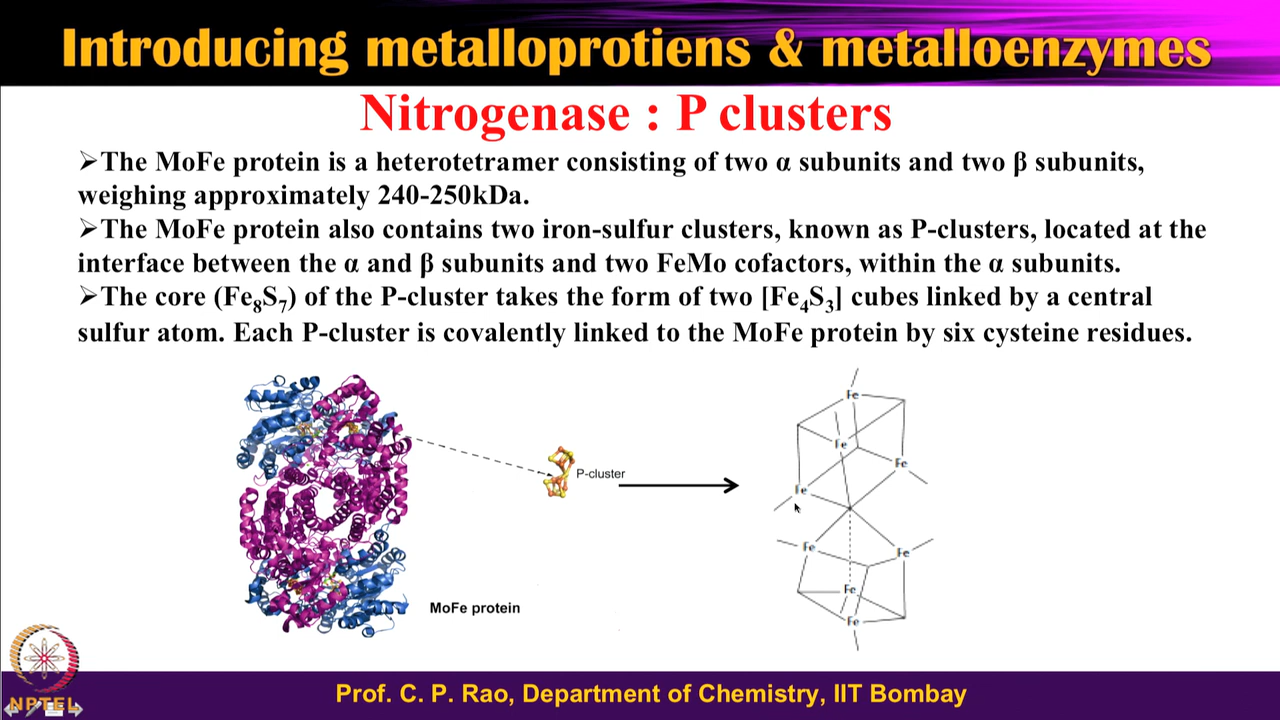 Introducing metalloprotiens & metalloenzymes
Nitrogenase : P clusters
➢The MoFe protein is a heterotetramer consisting of two α subunits and two β subunits,
weighing approximately 240-250kDa.
➢The MoFe protein also contains two iron-sulfur clusters, known as P-clusters, located at the
interface between the α and β subunits and two FeMo cofactors, within the α subunits.
➢The core (Fe₈S₇) of the P-cluster takes the form of two [Fe₄S₃] cubes linked by a central
sulfur atom. Each P-cluster is covalently linked to the MoFe protein by six cysteine residues.
Fe
Fe
Fe
P-cluster
Fe
Fe
Fe
Fe
MoFe protein
Fe
Prof. C. P. Rao, Department of Chemistry, IIT Bombay
NPTEL